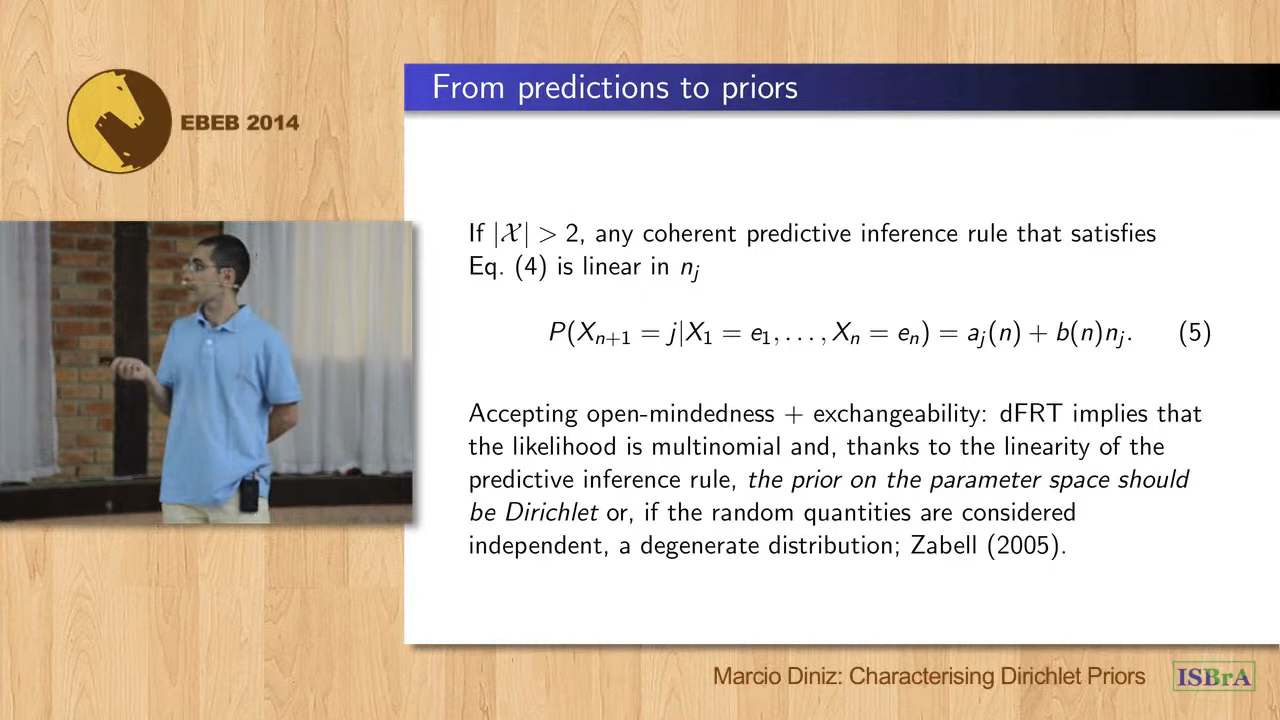 From predictions to priors
EBEB 2014
If |𝒳| > 2, any coherent predictive inference rule that satisfies
Eq. (4) is linear in n_j
P(X_{n+1} = j|X_1 = e_1, . . . , X_n = e_n) = a_j(n) + b(n)n_j. (5)
Accepting open-mindedness + exchangeability: dFRT implies that
the likelihood is multinomial and, thanks to the linearity of the
predictive inference rule, the prior on the parameter space should
be Dirichlet or, if the random quantities are considered
independent, a degenerate distribution; Zabell (2005).
Marcio Diniz: Characterising Dirichlet Priors
ISBrA